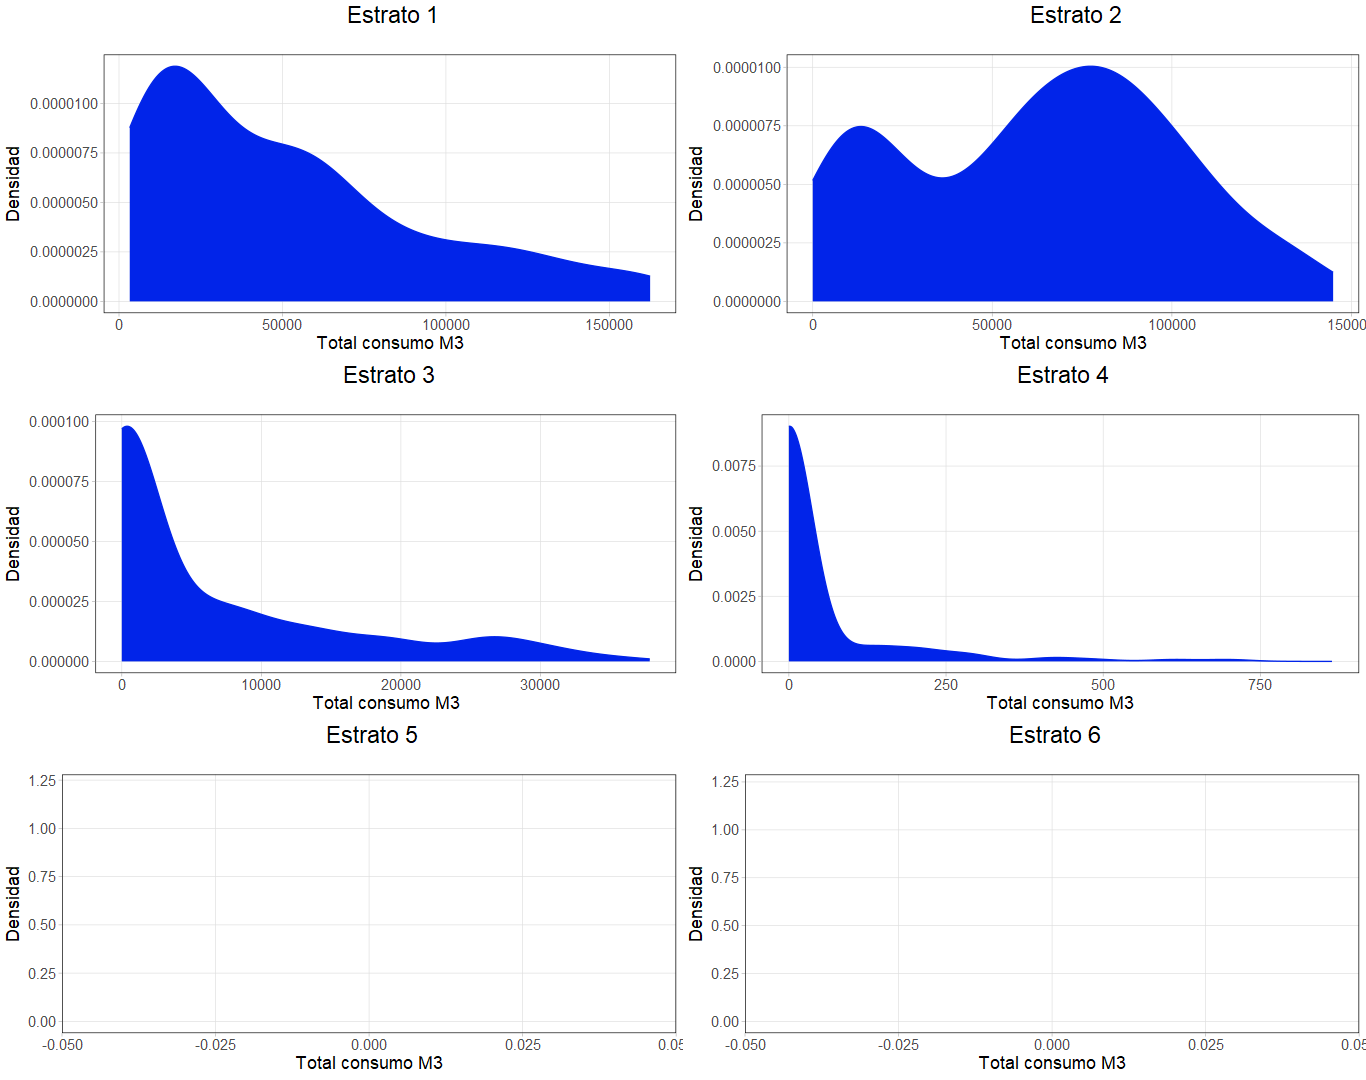 Estrato 1
Densidad
0.0000100
0.0000075
0.0000050
0.0000025
0.0000000
0 50000 100000 150000
Total consumo M3
Estrato 2
Densidad
0.0000100
0.0000075
0.0000050
0.0000025
0.0000000
0 50000 100000 15000
Total consumo M3
Estrato 3
Densidad
0.000100
0.000075
0.000050
0.000025
0.000000
0 10000 20000 30000
Total consumo M3
Estrato 4
Densidad
0.0075
0.0050
0.0025
0.0000
0 250 500 750
Total consumo M3
Estrato 5
Densidad
1.25
1.00
0.75
0.50
0.25
0.00
-0.050 -0.025 0.000 0.025 0.05
Total consumo M3
Estrato 6
Densidad
1.25
1.00
0.75
0.50
0.25
0.00
-0.050 -0.025 0.000 0.025 0.05
Total consumo M3